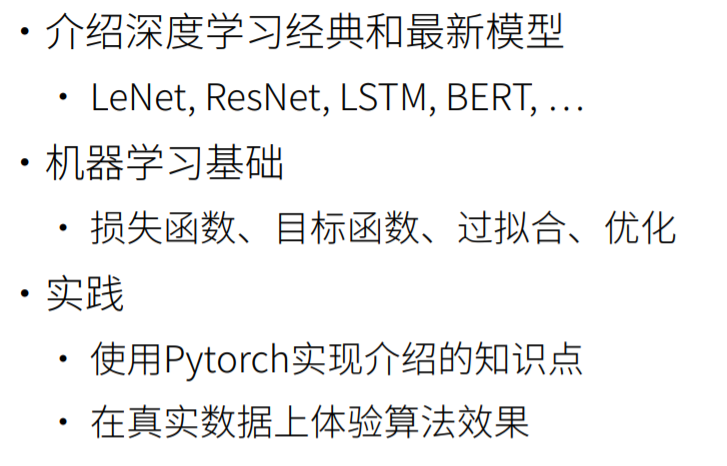 • 介绍深度学习经典和最新模型
• LeNet, ResNet, LSTM, BERT, …
• 机器学习基础
• 损失函数、目标函数、过拟合、优化
• 实践
• 使用Pytorch实现介绍的知识点
• 在真实数据上体验算法效果